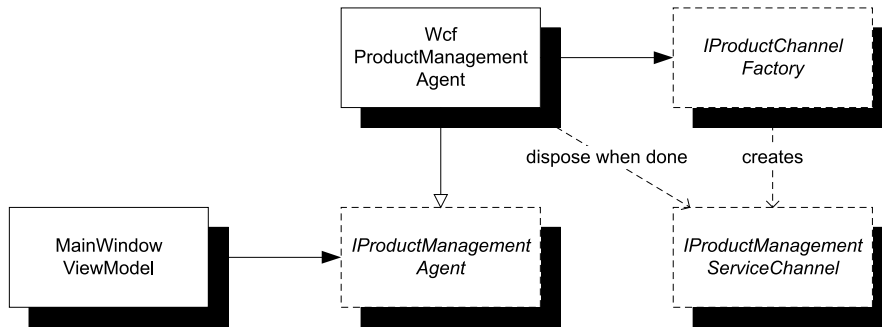 Wcf
ProductManagement
Agent
IProductChannel
Factory
dispose when done
creates
MainWindow
ViewModel
IProductManagement
Agent
IProductManagement
ServiceChannel